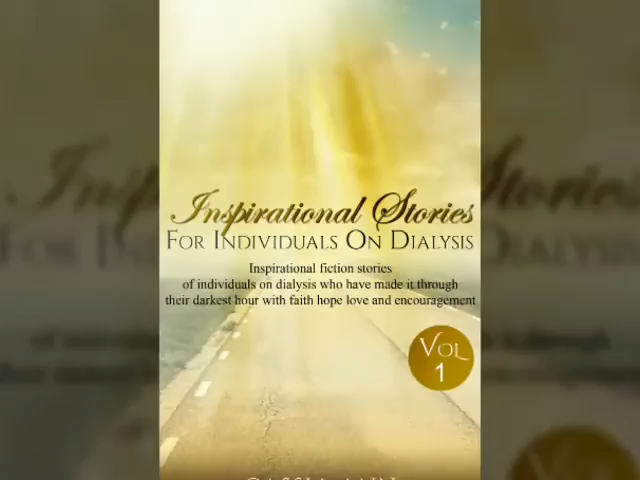 Inspirational Stories
FOR INDIVIDUALS ON DIALYSIS
Inspirational fiction stories
of individuals on dialysis who have made it through
their darkest hour with faith hope love and encouragement
VOL
1